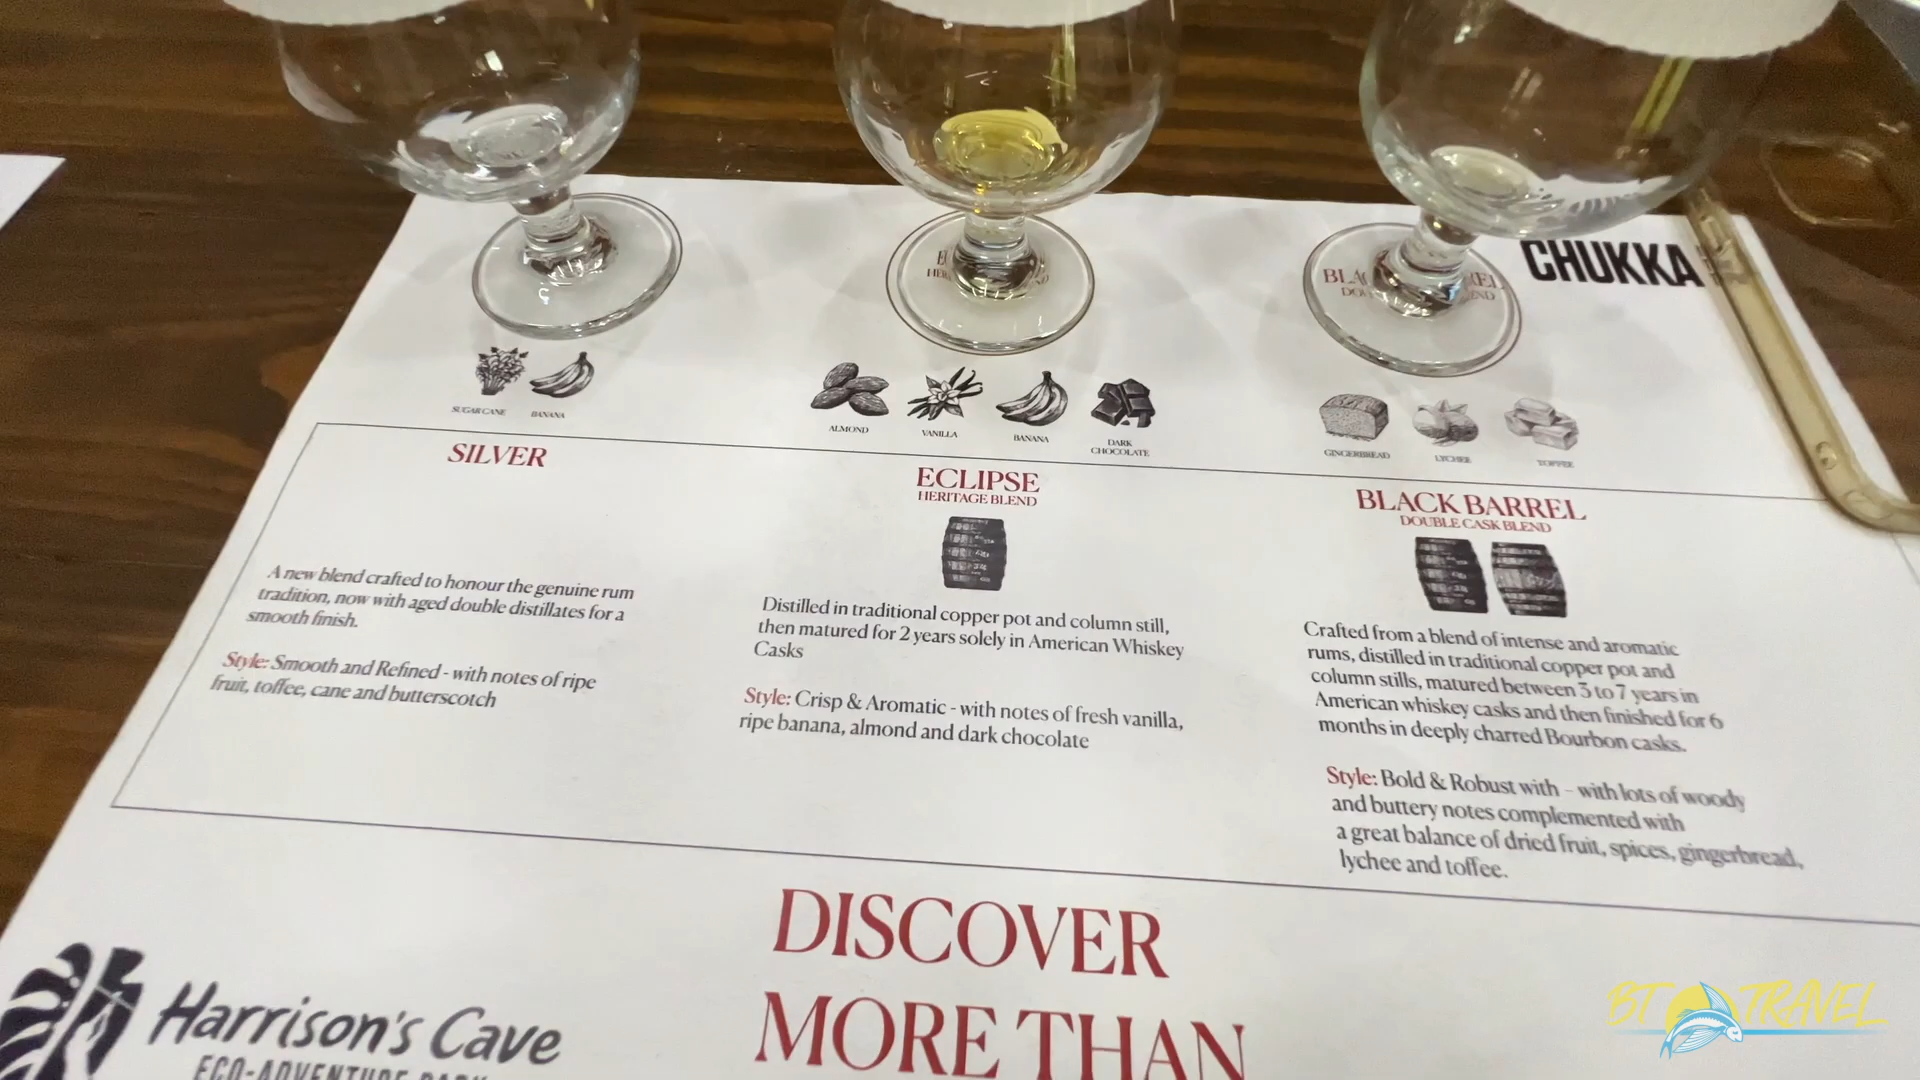 CHUKKA
BLACK BARREL
SUGAR CANE
BANANA
ALMOND
VANILLA
BANANA
DARK
CHOCOLATE
GINGERBREAD
LYCHEE
TOFFEE
SILVER
A new blend crafted to honour the genuine rum
tradition, now with aged double distillates for a
smooth finish.
Style: Smooth and Refined - with notes of ripe
fruit, toffee, cane and butterscotch
ECLIPSE
HERITAGE BLEND
Distilled in traditional copper pot and column still,
then matured for 2 years solely in American Whiskey
Casks
Style: Crisp & Aromatic - with notes of fresh vanilla,
ripe banana, almond and dark chocolate
BLACK BARREL
DOUBLE CASK BLEND
Crafted from a blend of intense and aromatic
rums, distilled in traditional copper pot and
column stills, matured between 3 to 7 years in
American whiskey casks and then finished for 6
months in deeply charred Bourbon casks.
Style: Bold & Robust with - with lots of woody
and buttery notes complemented with
a great balance of dried fruit, spices, gingerbread,
lychee and toffee.
DISCOVER
MORE THAN
Harrison's Cave
ECO-ADVENTURE PARK
BT TRAVEL